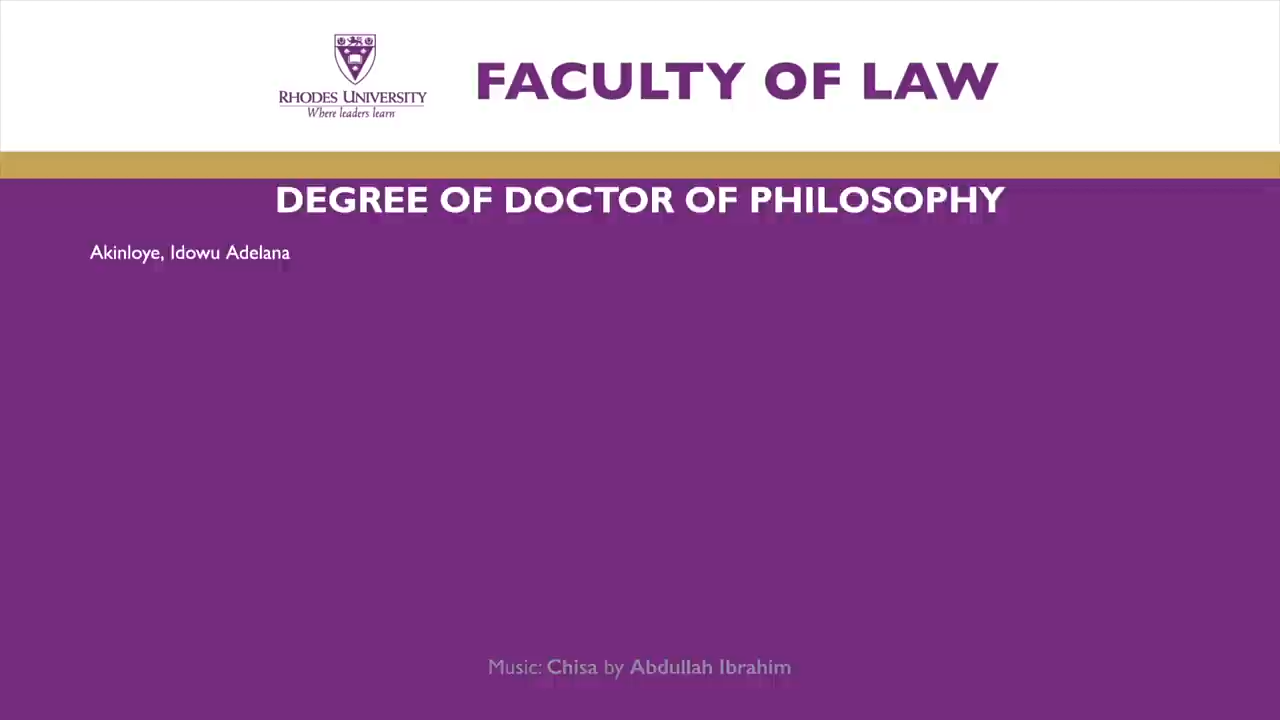 RHODES UNIVERSITY
Where leaders learn
FACULTY OF LAW
DEGREE OF DOCTOR OF PHILOSOPHY
Akinloye, Idowu Adelana
Music: Chisa by Abdullah Ibrahim